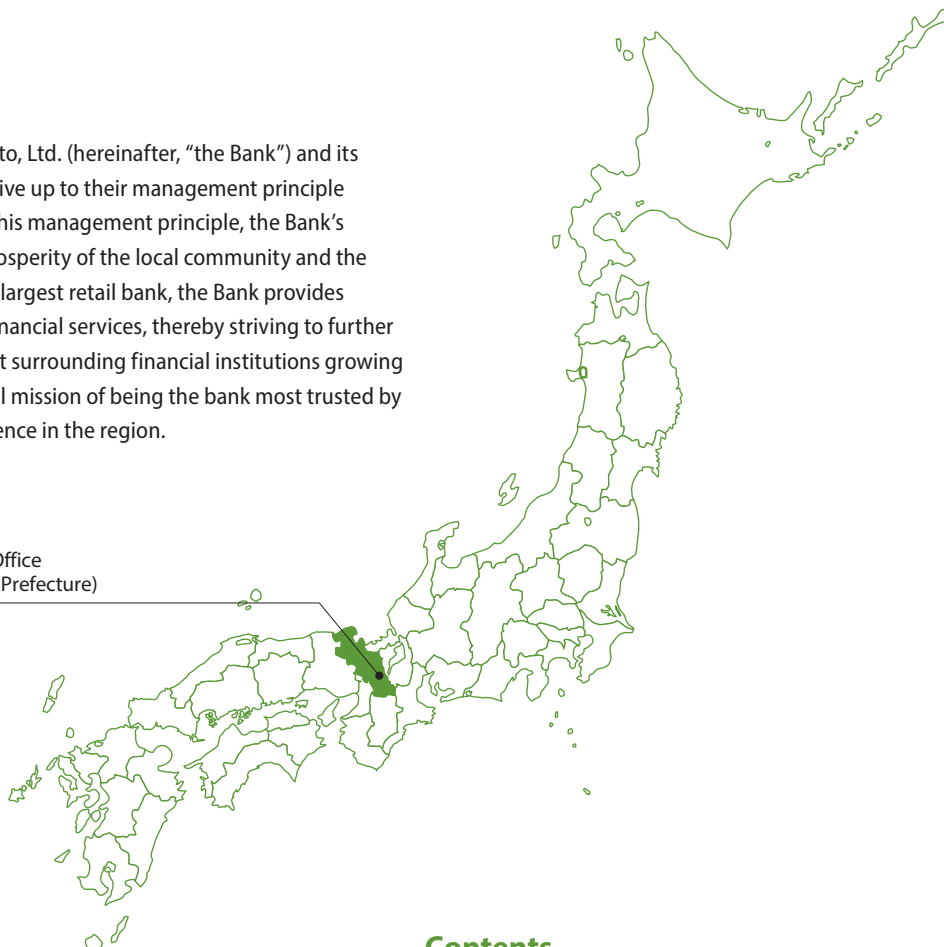 to, Ltd. (hereinafter, “the Bank”) and its
ive up to their management principle
his management principle, the Bank’s
osperity of the local community and the
largest retail bank, the Bank provides
nancial services, thereby striving to further
t surrounding financial institutions growing
l mission of being the bank most trusted by
ence in the region.
Office
Prefecture)
Contents